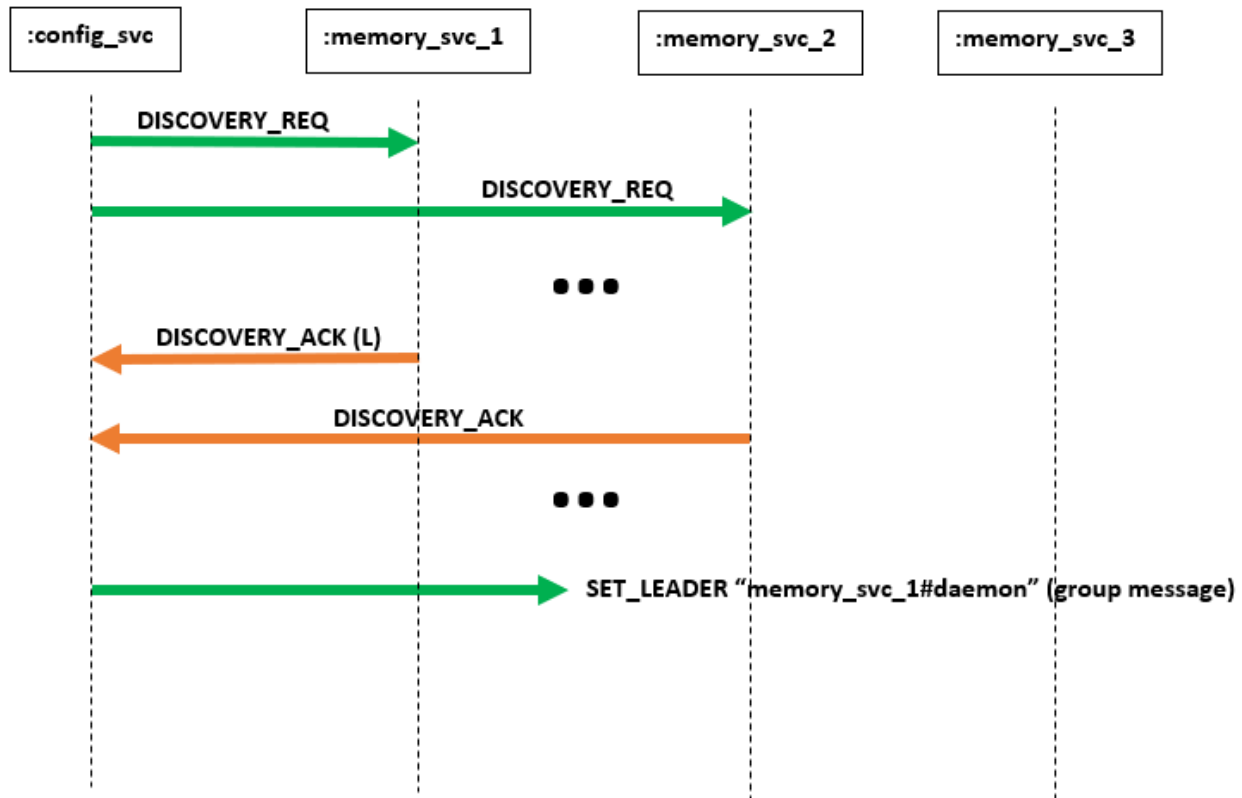 :config_svc
:memory_svc_1
:memory_svc_2
:memory_svc_3
DISCOVERY_REQ
DISCOVERY_REQ
DISCOVERY_ACK (L)
DISCOVERY_ACK
SET_LEADER “memory_svc_1#daemon” (group message)